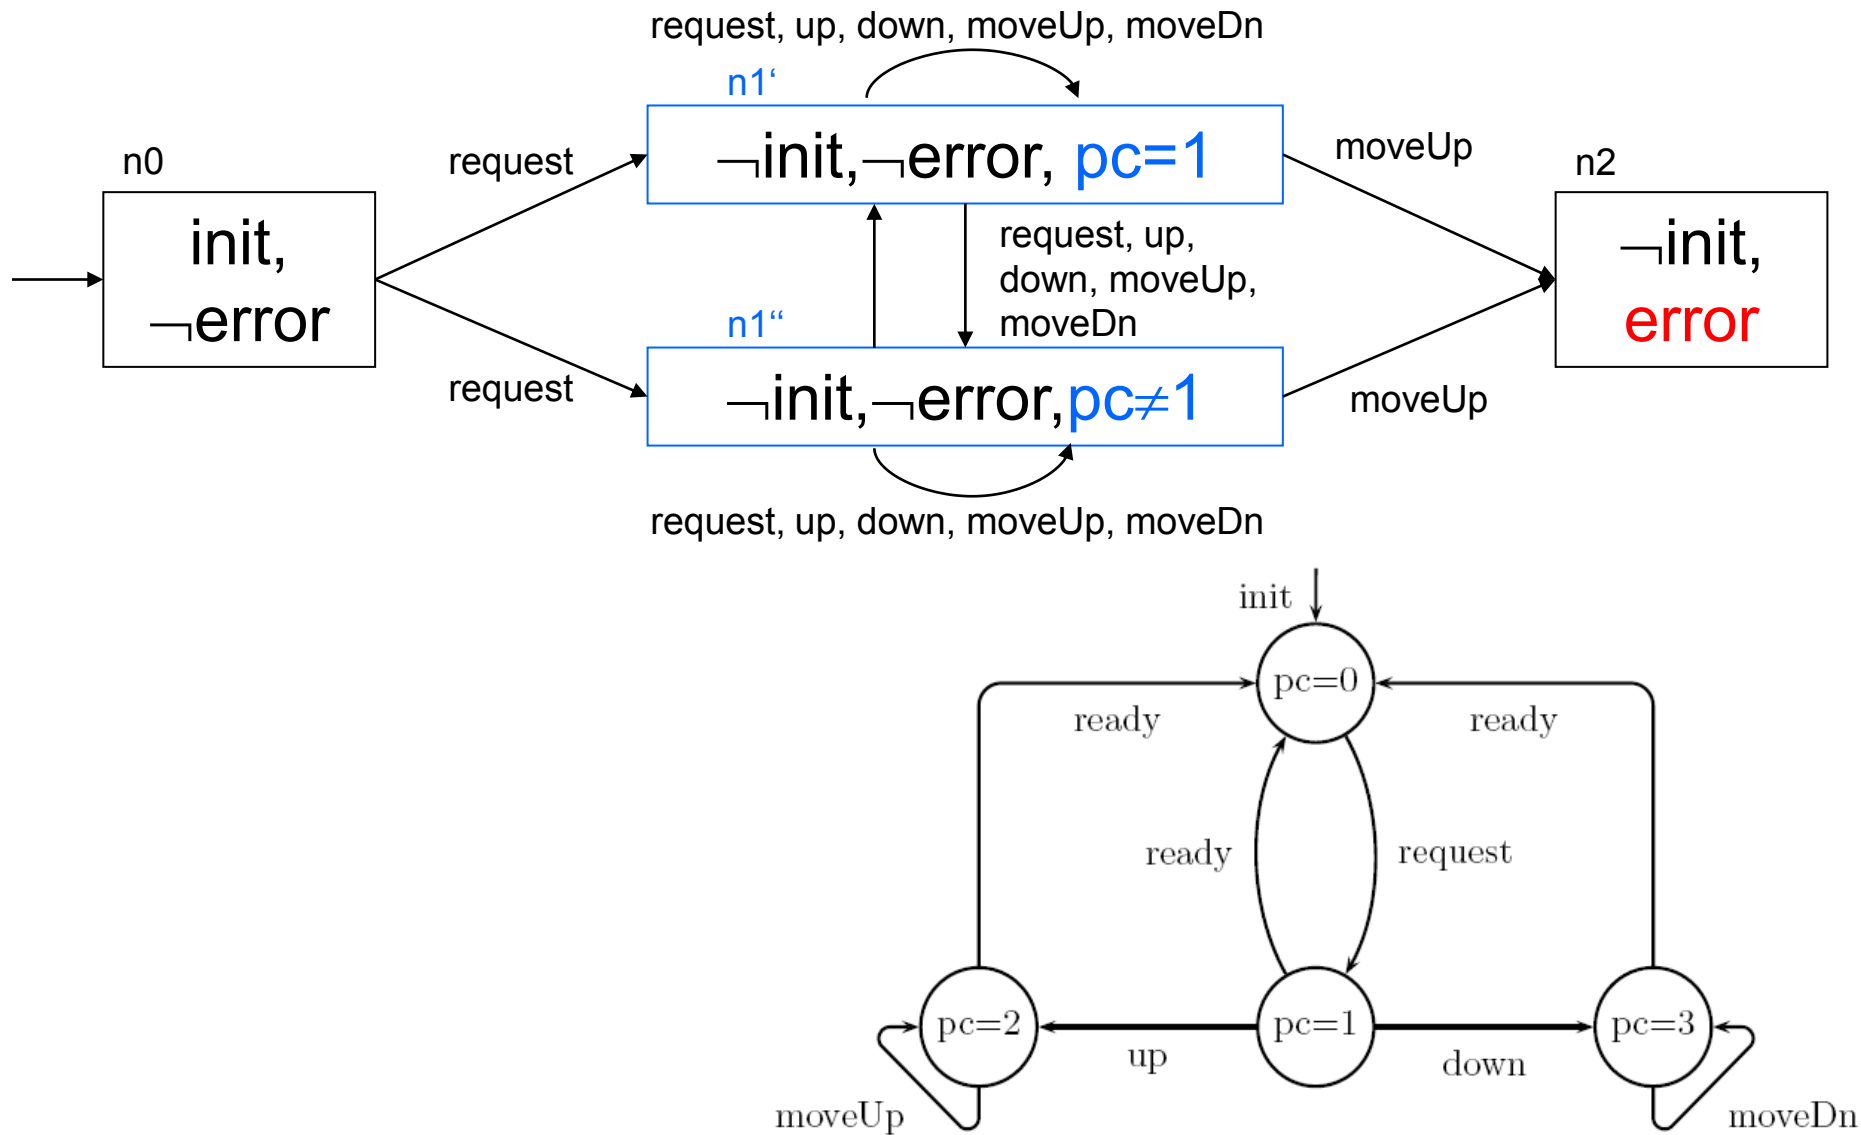 request, up, down, moveUp, moveDn
n1‘
¬init,¬error, pc=1
n0
request
moveUp
n2
init,
¬error
request, up,
down, moveUp,
moveDn
¬init,
error
n1“
request
¬init,¬error,pc≠1
moveUp
request, up, down, moveUp, moveDn
init
pc=0
ready
ready
ready
request
pc=2
pc=1
pc=3
up
down
moveUp
moveDn